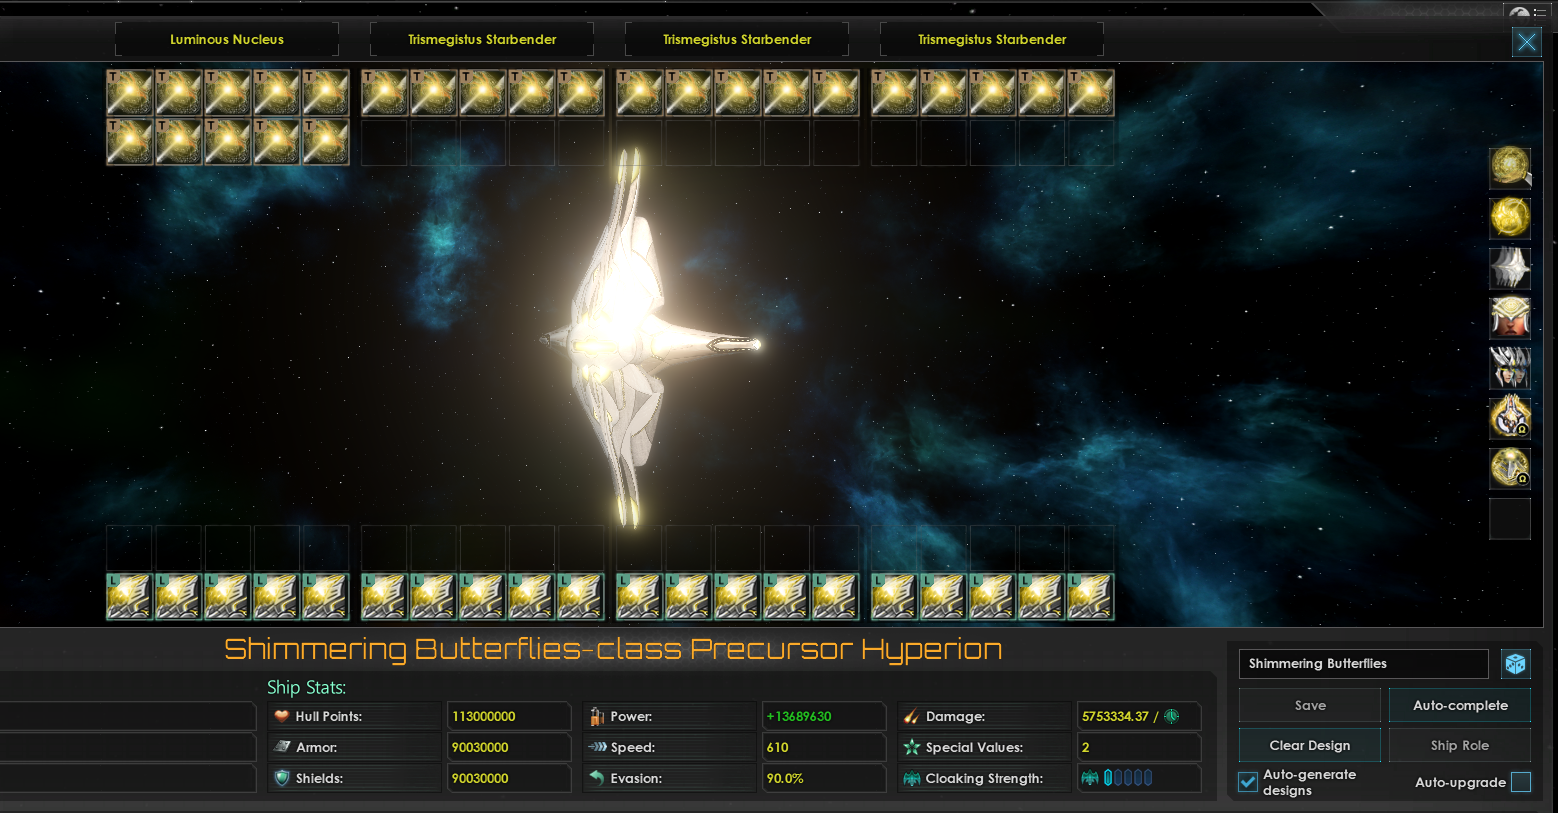 Luminous Nucleus
Trismegistus Starbender
Trismegistus Starbender
Trismegistus Starbender
T T T T T T T T T T T T T T T T T T T T
T T T T T
Ω
Ω
L L L L L L L L L L L L L L L L L L L L
Shimmering Butterflies-class Precursor Hyperion
Ship Stats:
Hull Points: 113000000
Power: +13689630
Damage: 5753334.37 /
Armor: 90030000
Speed: 610
Special Values: 2
Shields: 90030000
Evasion: 90.0%
Cloaking Strength:
Shimmering Butterflies
Save
Auto-complete
Clear Design
Ship Role
Auto-generate
designs
Auto-upgrade